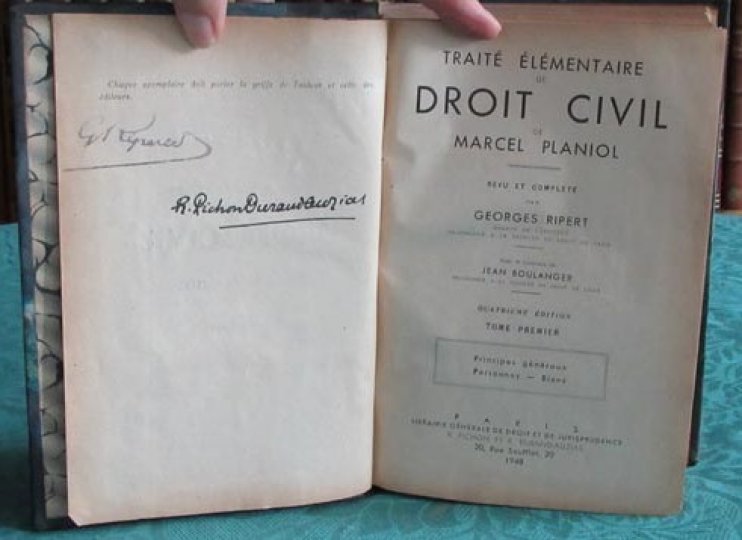 Chaque exemplaire doit porter la griffe de l'auteur et celle des
éditeurs.
R. Pichon Durand Auzias
TRAITÉ ÉLÉMENTAIRE
DE
DROIT CIVIL
DE
MARCEL PLANIOL
REVU ET COMPLÉTÉ
PAR
GEORGES RIPERT
JEAN BOULANGER
QUATRIÈME ÉDITION
TOME PREMIER
Principes généraux
Personnes — Biens
PARIS
LIBRAIRIE GÉNÉRALE DE DROIT ET DE JURISPRUDENCE
R. PICHON ET R. DURAND-AUZIAS
20, Rue Soufflot, 20
1948